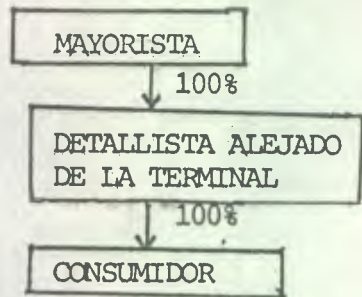 MAYORISTA
100%
DETALLISTA ALEJADO
DE LA TERMINAL
100%
CONSUMIDOR